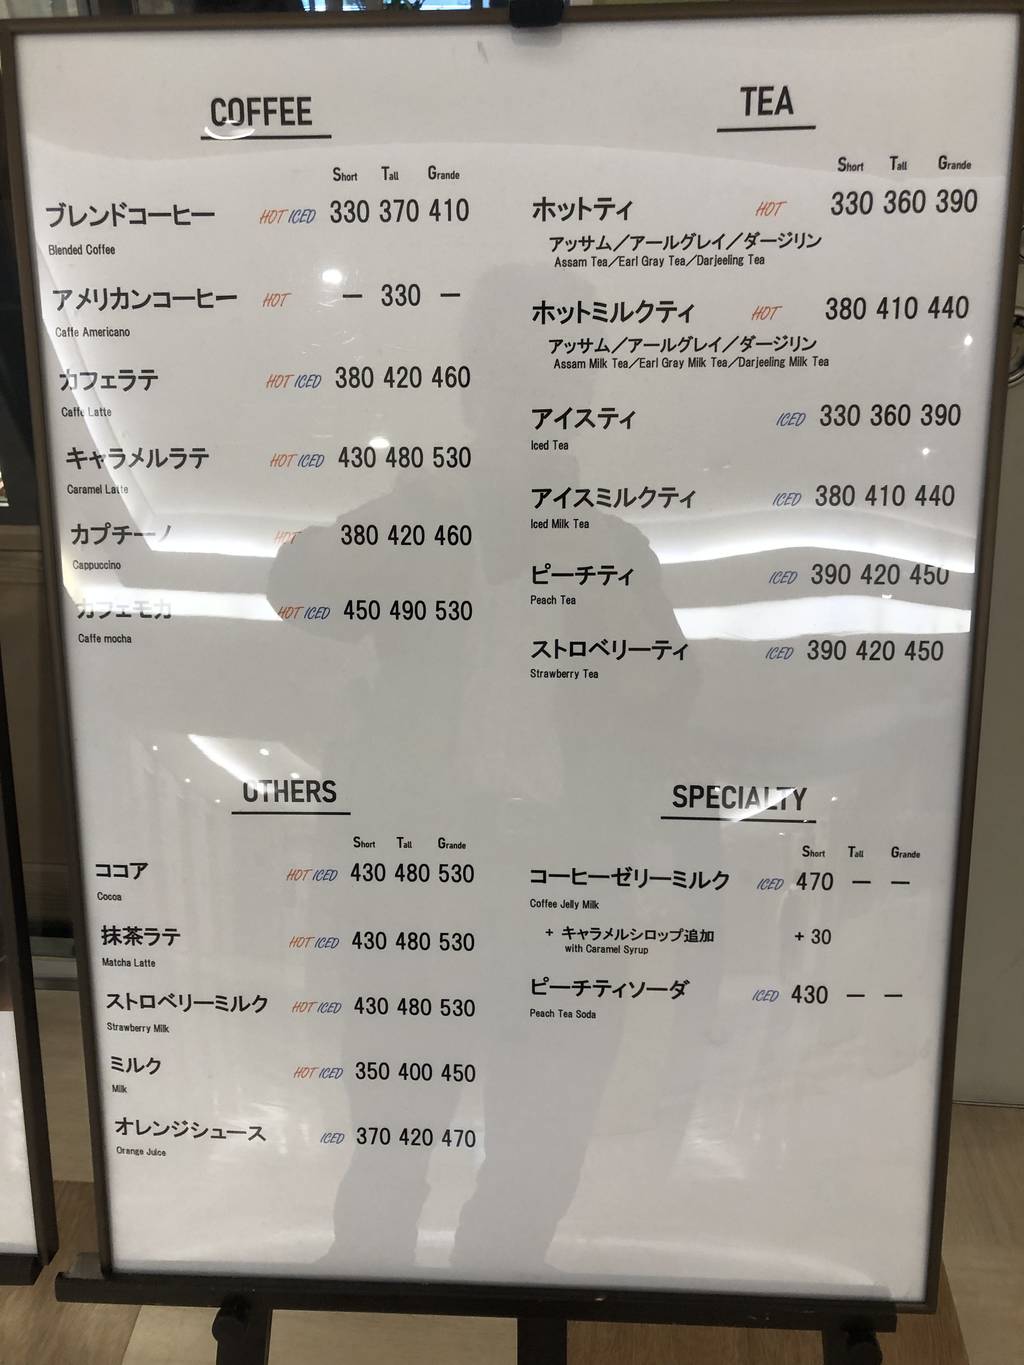 COFFEE
Short Tall Grande
ブレンドコーヒー HOT ICED 330 370 410
Blended Coffee
アメリカンコーヒー HOT — 330 —
Caffe Americano
カフェラテ HOT ICED 380 420 460
Caffe Latte
キャラメルラテ HOT ICED 430 480 530
Caramel Latte
カプチーノ HOT 380 420 460
Cappuccino
カフェモカ HOT ICED 450 490 530
Caffe mocha
TEA
Short Tall Grande
ホットティ HOT 330 360 390
アッサム／アールグレイ／ダージリン
Assam Tea／Earl Gray Tea／Darjeeling Tea
ホットミルクティ HOT 380 410 440
アッサム／アールグレイ／ダージリン
Assam Milk Tea／Earl Gray Milk Tea／Darjeeling Milk Tea
アイスティ ICED 330 360 390
Iced Tea
アイスミルクティ ICED 380 410 440
Iced Milk Tea
ピーチティ ICED 390 420 450
Peach Tea
ストロベリーティ ICED 390 420 450
Strawberry Tea
OTHERS
Short Tall Grande
ココア HOT ICED 430 480 530
Cocoa
抹茶ラテ HOT ICED 430 480 530
Matcha Latte
ストロベリーミルク HOT ICED 430 480 530
Strawberry Milk
ミルク HOT ICED 350 400 450
Milk
オレンジシュース ICED 370 420 470
Orange Juice
SPECIALTY
Short Tall Grande
コーヒーゼリーミルク ICED 470 — —
Coffee Jelly Milk
+ キャラメルシロップ追加 + 30
with Caramel Syrup
ピーチティソーダ ICED 430 — —
Peach Tea Soda